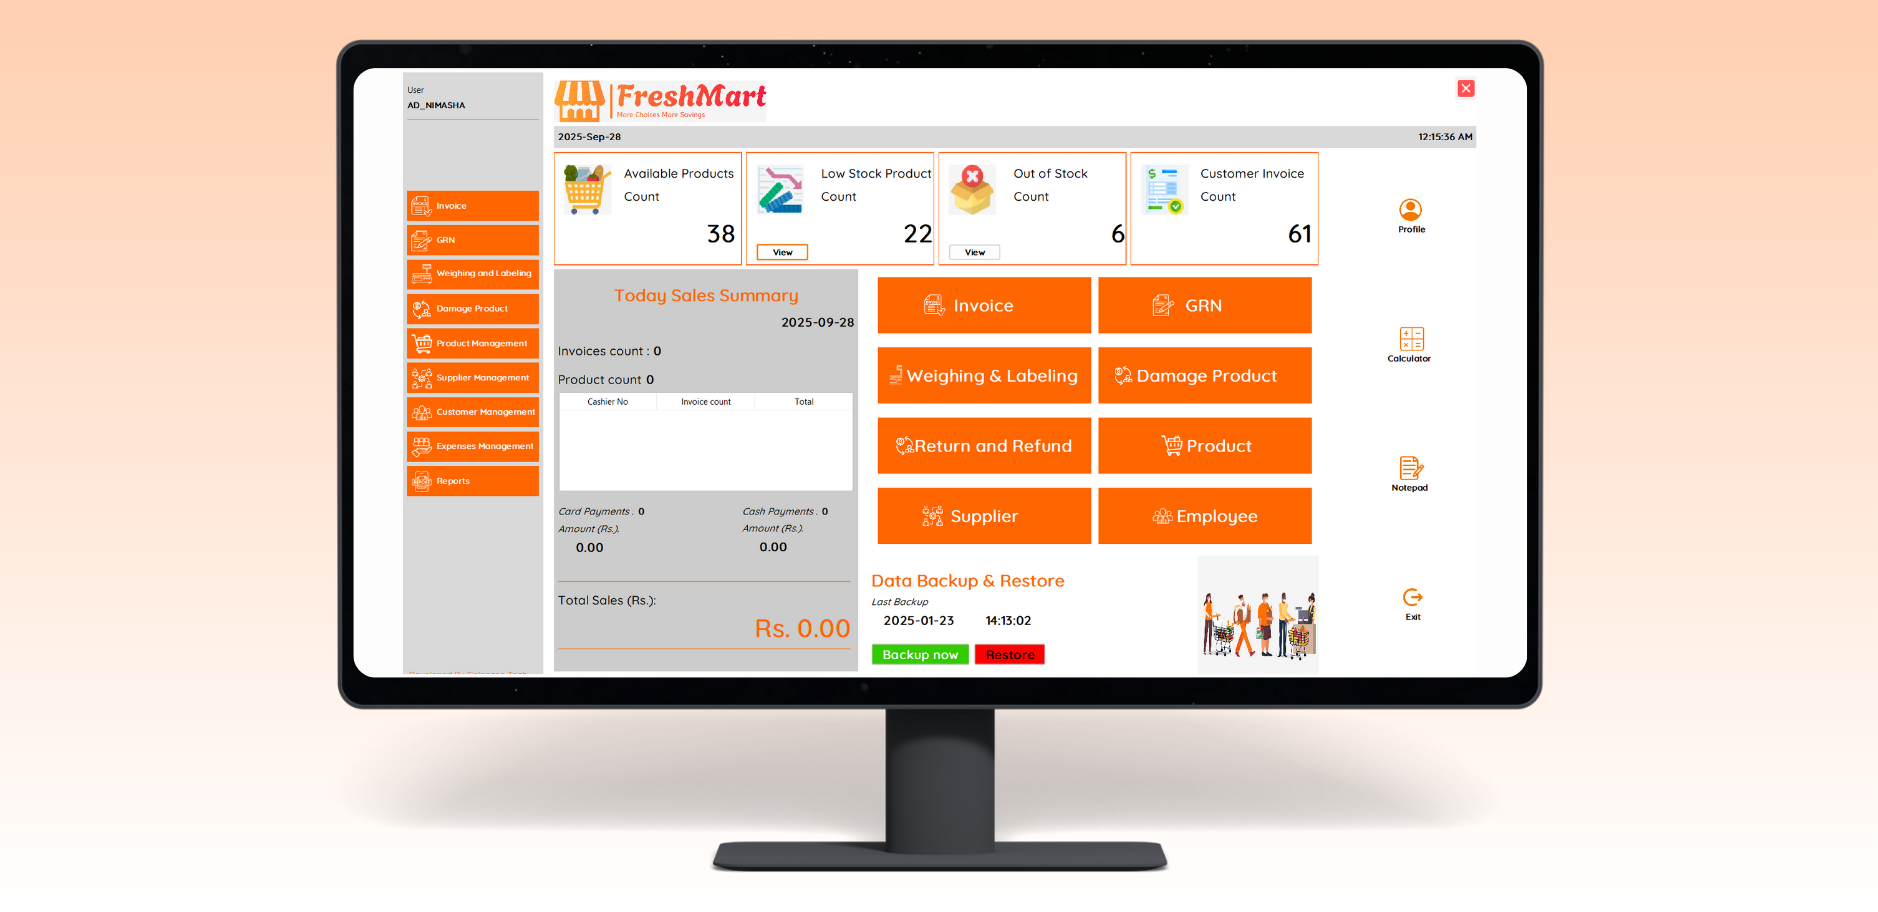 User
AD_NIMASHA
Invoice
GRN
Weighing and Labeling
Damage Product
Product Management
Supplier Management
Customer Management
Expenses Management
Reports
FreshMart
More Choices More Savings
2025-Sep-28
12:15:36 AM
Available Products
Count
38
Low Stock Product
Count
22
View
Out of Stock
Count
6
View
Customer Invoice
Count
61
Today Sales Summary
2025-09-28
Invoices count : 0
Product count 0
Cashier No Invoice count Total
Card Payments : 0
Amount (Rs.):
0.00
Cash Payments : 0
Amount (Rs.):
0.00
Total Sales (Rs.):
Rs. 0.00
Invoice
GRN
Weighing & Labeling
Damage Product
Return and Refund
Product
Supplier
Employee
Data Backup & Restore
Last Backup
2025-01-23 14:13:02
Backup now
Restore
Profile
Calculator
Notepad
Exit